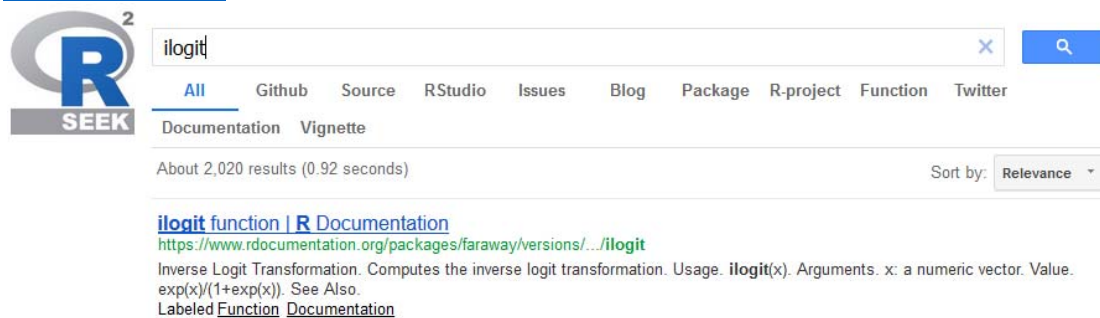 2
R
SEEK
ilogit
All Github Source RStudio Issues Blog Package R-project Function Twitter
Documentation Vignette
About 2,020 results (0.92 seconds)
Sort by: Relevance
ilogit function | R Documentation
https://www.rdocumentation.org/packages/faraway/versions/.../ilogit
Inverse Logit Transformation. Computes the inverse logit transformation. Usage. ilogit(x). Arguments. x: a numeric vector. Value.
exp(x)/(1+exp(x)). See Also.
Labeled Function Documentation